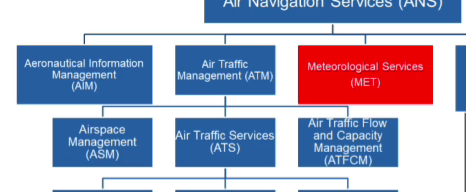 Air Navigation Services (ANS)
Aeronautical Information
Management
(AIM)
Air Traffic
Management (ATM)
Meteorological Services
(MET)
Airspace
Management
(ASM)
Air Traffic Services
(ATS)
Air Traffic Flow
and Capacity
Management
(ATFCM)